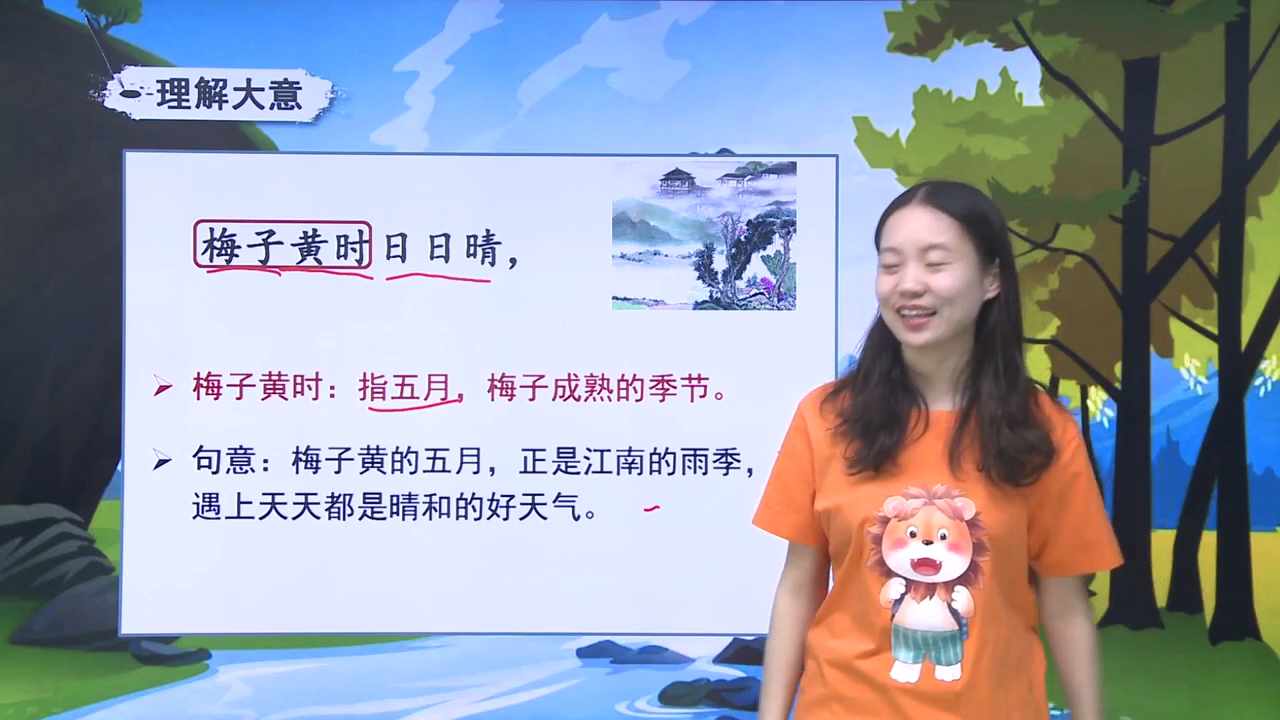 理解大意
梅子黄时日日晴，
梅子黄时：指五月，梅子成熟的季节。
句意：梅子黄的五月，正是江南的雨季，
遇上天天都是晴和的好天气。